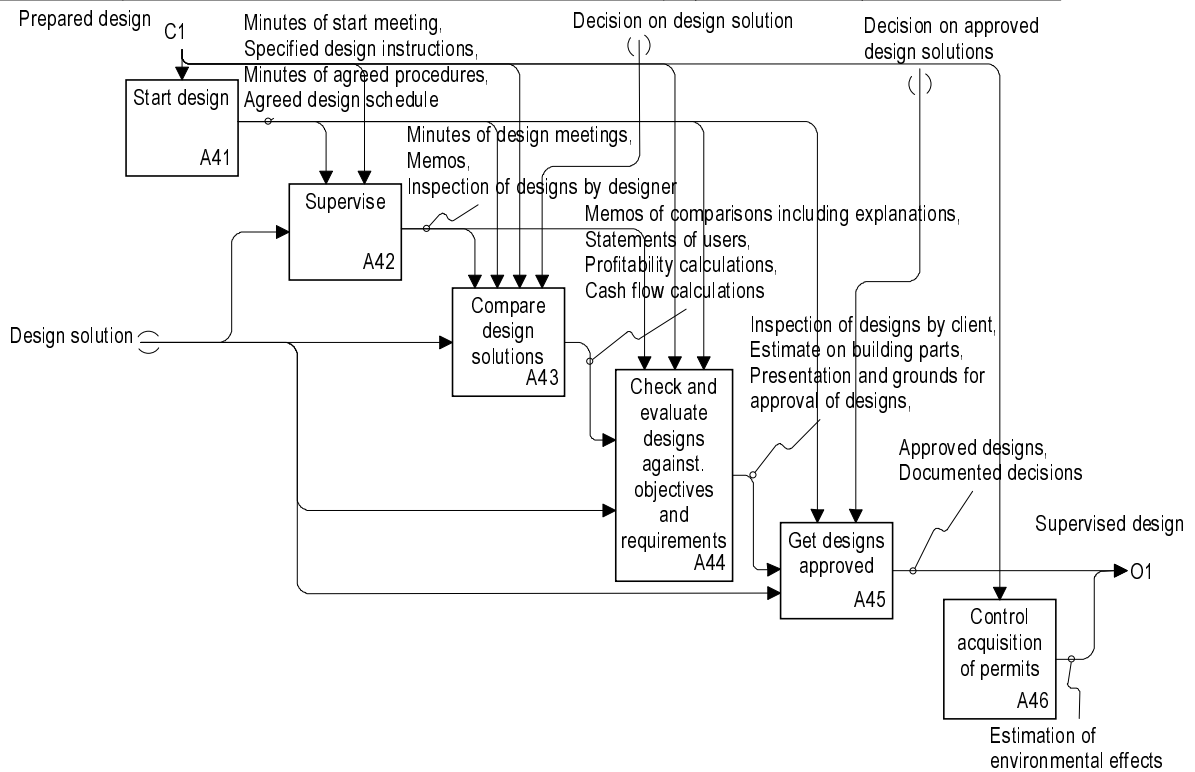 Prepared design
C1
Minutes of start meeting,
Specified design instructions,
Minutes of agreed procedures,
Agreed design schedule
Decision on design solution
( )
Decision on approved
design solutions
( )
Start design
A41
Minutes of design meetings,
Memos,
Inspection of designs by designer
Supervise
A42
Memos of comparisons including explanations,
Statements of users,
Profitability calculations,
Cash flow calculations
Design solution
Compare
design
solutions
A43
Inspection of designs by client,
Estimate on building parts,
Presentation and grounds for
approval of designs,
Check and
evaluate
designs
against.
objectives
and
requirements
A44
Approved designs,
Documented decisions
Get designs
approved
A45
Supervised design
O1
Control
acquisition
of permits
A46
Estimation of
environmental effects